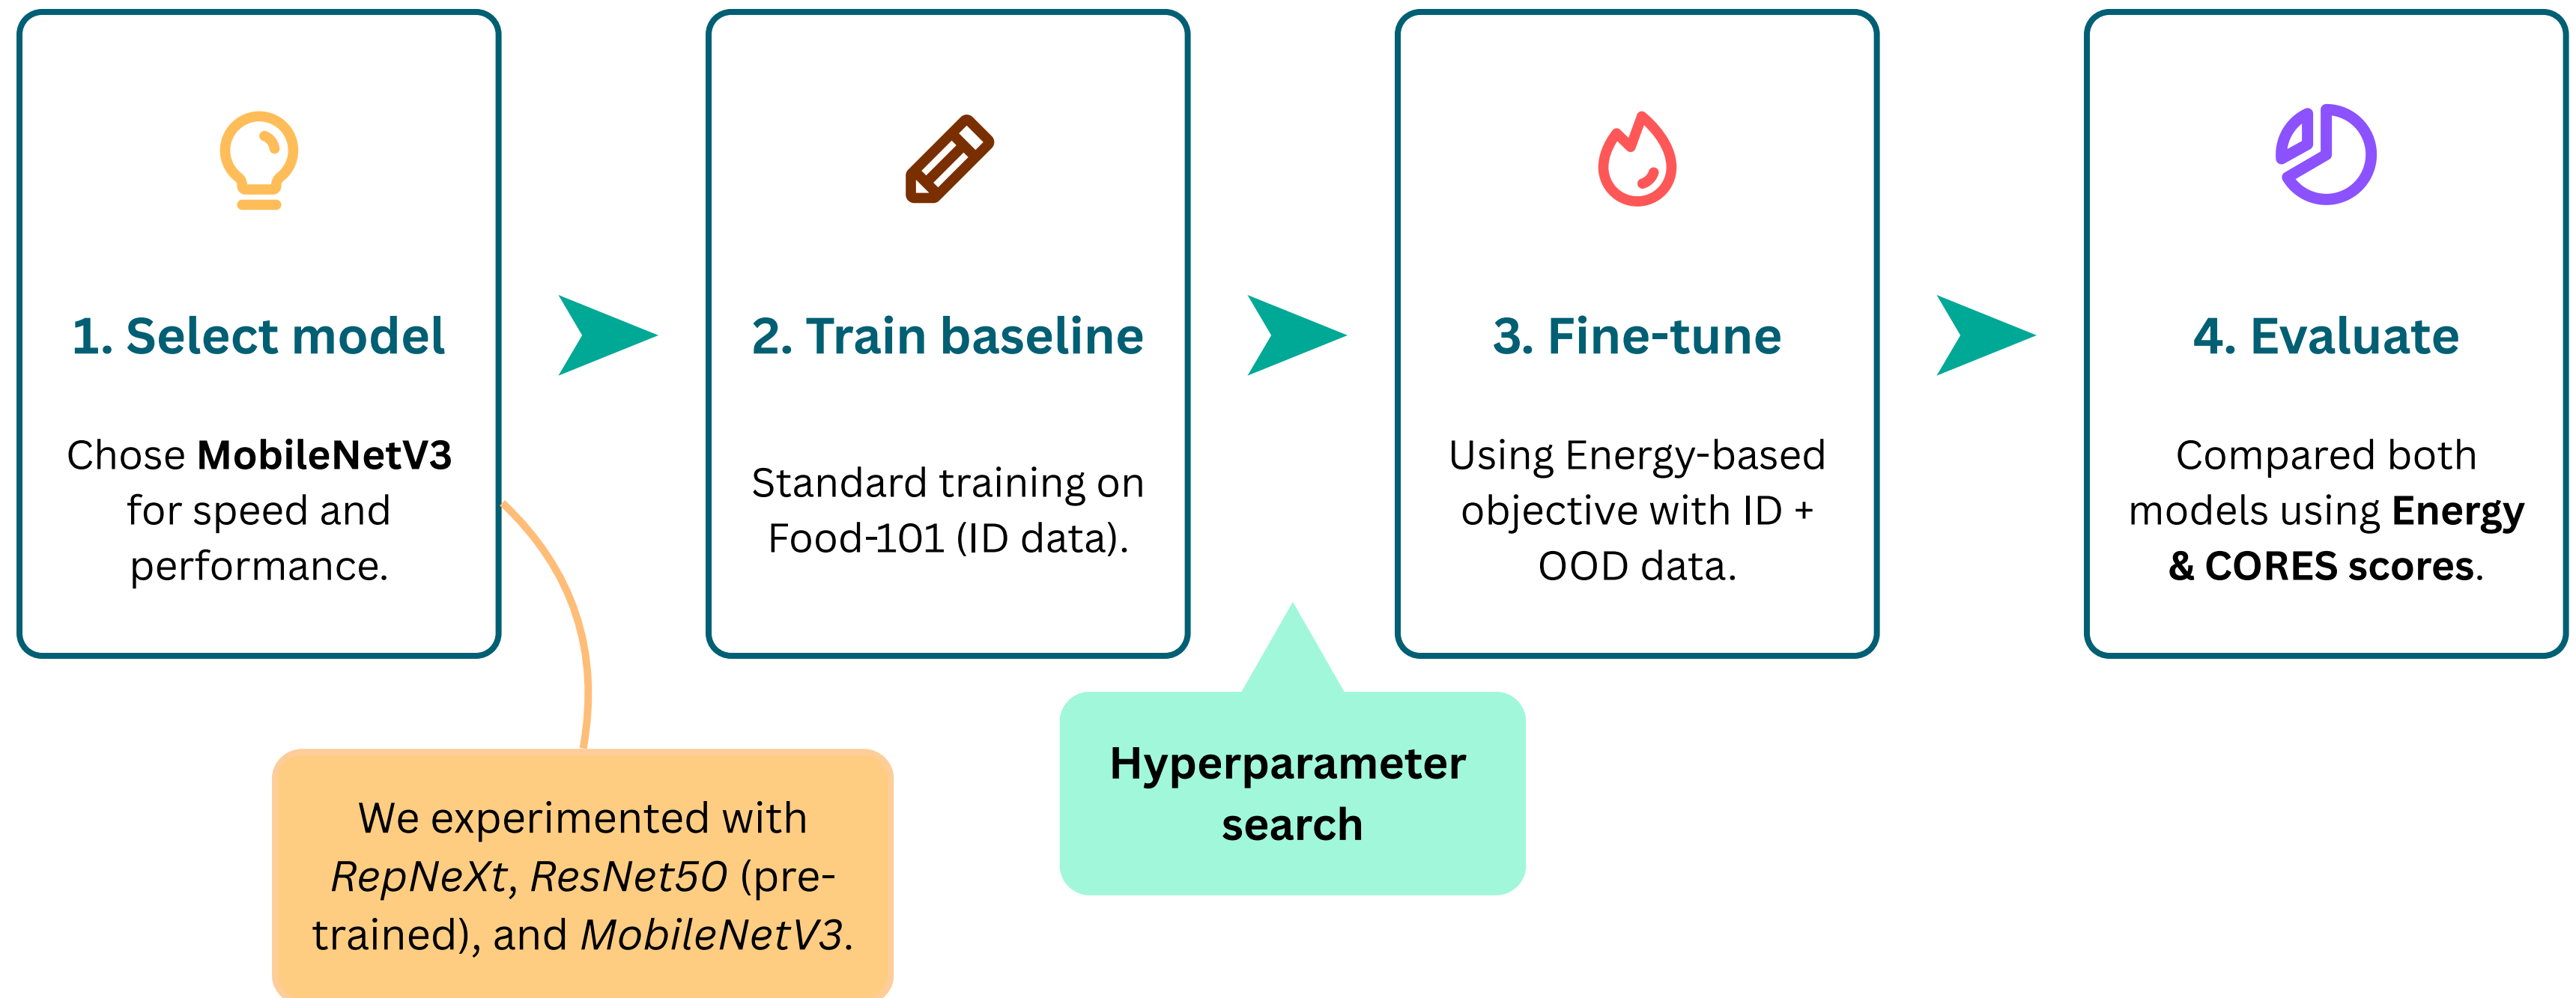 1. Select model
Chose MobileNetV3
for speed and
performance.
2. Train baseline
Standard training on
Food-101 (ID data).
3. Fine-tune
Using Energy-based
objective with ID +
OOD data.
4. Evaluate
Compared both
models using Energy
& CORES scores.
We experimented with
RepNeXt, ResNet50 (pre-
trained), and MobileNetV3.
Hyperparameter
search